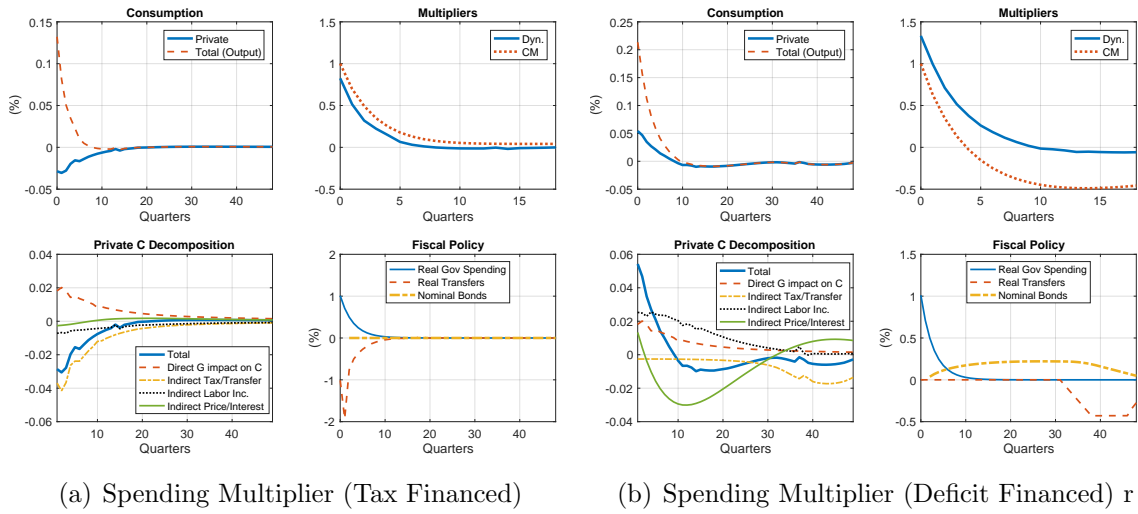 Consumption
(%)
0.15
0.1
0.05
0
-0.05
0 10 20 30 40
Quarters
Private
Total (Output)
Multipliers
1.5
1
0.5
0
-0.5
0 5 10 15
Quarters
Dyn.
CM
Private C Decomposition
0.04
0.02
0
-0.02
-0.04
-0.06
10 20 30 40
Quarters
Total
Direct G impact on C
Indirect Tax/Transfer
Indirect Labor Inc.
Indirect Price/Interest
Fiscal Policy
(%)
2
1
0
-1
-2
0 10 20 30 40
Quarters
Real Gov Spending
Real Transfers
Nominal Bonds
(a) Spending Multiplier (Tax Financed)
Consumption
(%)
0.25
0.20
0.15
0.10
0.05
0
-0.05
0 10 20 30 40
Quarters
Private
Total (Output)
Multipliers
1.5
1
0.5
0
-0.5
0 5 10 15
Quarters
Dyn.
CM
Private C Decomposition
0.06
0.04
0.02
0
-0.02
0.04
10 20 30 40
Quarters
Total
Direct G impact on C
Indirect Tax/Transfer
Indirect Labor Inc.
Indirect Price/Interest
Fiscal Policy
(%)
1.5
1
0.5
0
-0.5
0 10 20 30 40
Quarters
Real Gov Spending
Real Transfers
Nominal Bonds
(b) Spending Multiplier (Deficit Financed) r